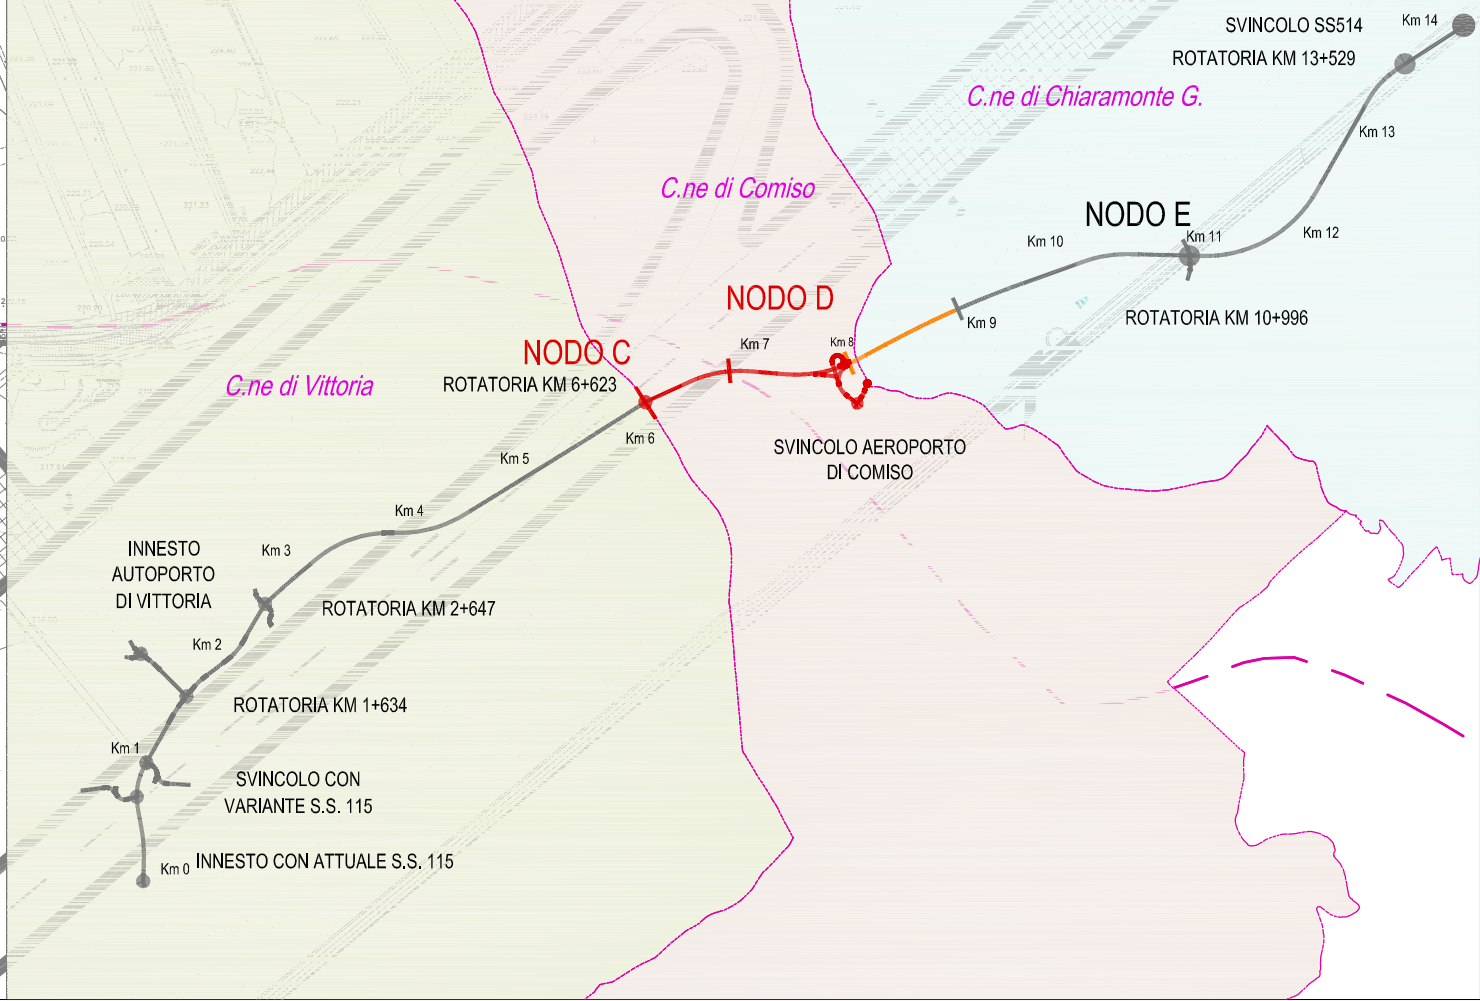 SVINCOLO SS514
Km 14
ROTATORIA KM 13+529
C.ne di Chiaramonte G.
Km 13
C.ne di Comiso
NODO E
Km 10
Km 11
Km 12
NODO D
ROTATORIA KM 10+996
Km 9
Km 8
Km 7
NODO C
ROTATORIA KM 6+623
C.ne di Vittoria
Km 6
SVINCOLO AEROPORTO
DI COMISO
Km 5
Km 4
Km 3
INNESTO
AUTOPORTO
DI VITTORIA
ROTATORIA KM 2+647
Km 2
ROTATORIA KM 1+634
Km 1
SVINCOLO CON
VARIANTE S.S. 115
Km 0
INNESTO CON ATTUALE S.S. 115